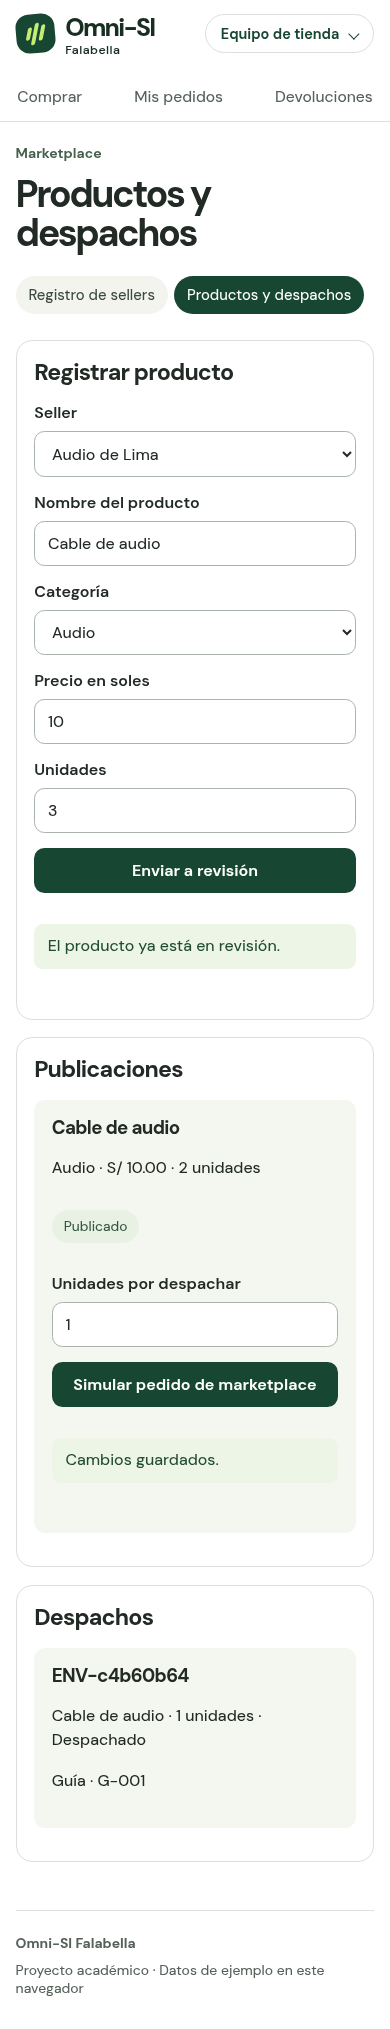 Omni-SI
Falabella
Equipo de tienda
Comprar
Mis pedidos
Devoluciones
Marketplace
Productos y
despachos
Registro de sellers
Productos y despachos
Registrar producto
Seller
Audio de Lima
Nombre del producto
Cable de audio
Categoría
Audio
Precio en soles
10
Unidades
3
Enviar a revisión
El producto ya está en revisión.
Publicaciones
Cable de audio
Audio · S/ 10.00 · 2 unidades
Publicado
Unidades por despachar
1
Simular pedido de marketplace
Cambios guardados.
Despachos
ENV-c4b60b64
Cable de audio · 1 unidades ·
Despachado
Guía · G-001
Omni-SI Falabella
Proyecto académico · Datos de ejemplo en este
navegador